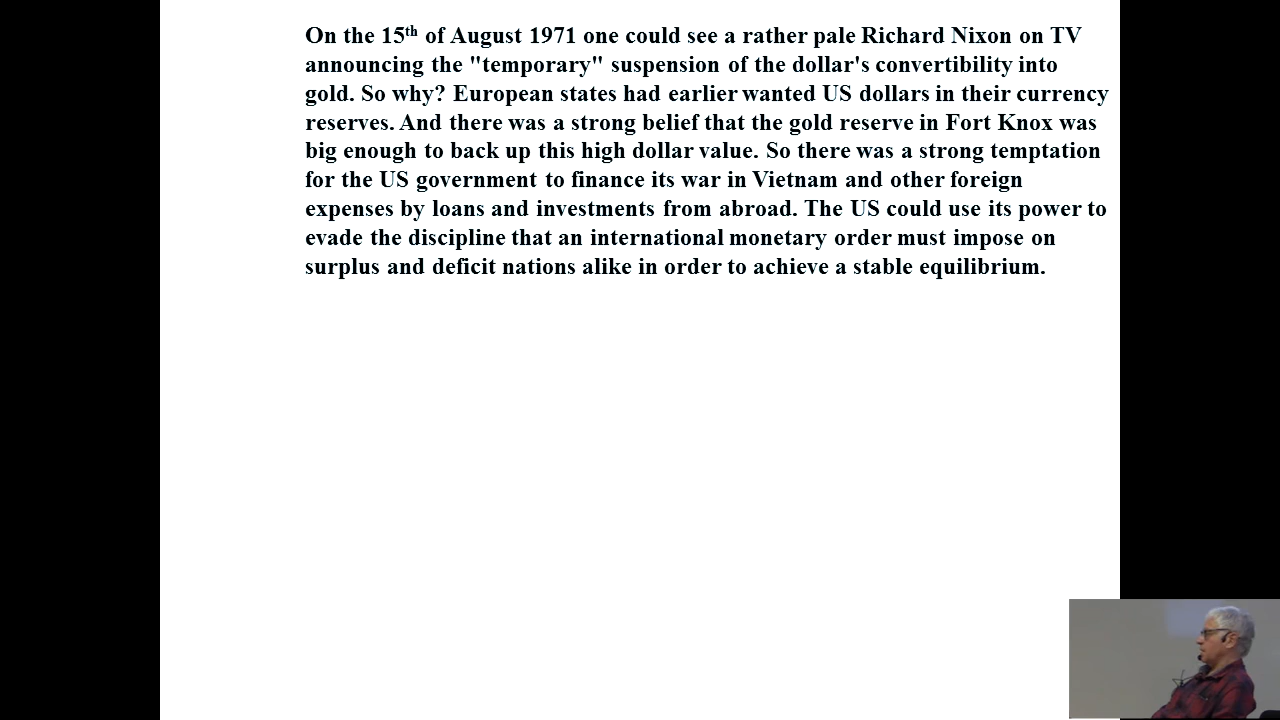 On the 15th of August 1971 one could see a rather pale Richard Nixon on TV
announcing the "temporary" suspension of the dollar's convertibility into
gold. So why? European states had earlier wanted US dollars in their currency
reserves. And there was a strong belief that the gold reserve in Fort Knox was
big enough to back up this high dollar value. So there was a strong temptation
for the US government to finance its war in Vietnam and other foreign
expenses by loans and investments from abroad. The US could use its power to
evade the discipline that an international monetary order must impose on
surplus and deficit nations alike in order to achieve a stable equilibrium.